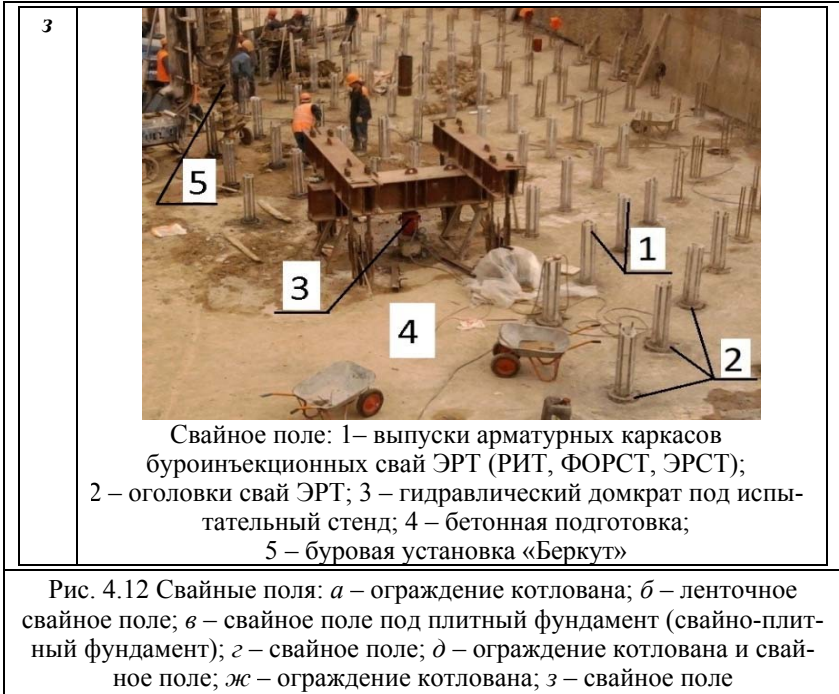 з
5
1
3
4
2
Свайное поле: 1– выпуски арматурных каркасов
буроинъекционных свай ЭРТ (РИТ, ФОРСТ, ЭРСТ);
2 – оголовки свай ЭРТ; 3 – гидравлический домкрат под испы-
тательный стенд; 4 – бетонная подготовка;
5 – буровая установка «Беркут»
Рис. 4.12 Свайные поля: а – ограждение котлована; б – ленточное
свайное поле; в – свайное поле под плитный фундамент (свайно-плит-
ный фундамент); г – свайное поле; д – ограждение котлована и свай-
ное поле; ж – ограждение котлована; з – свайное поле